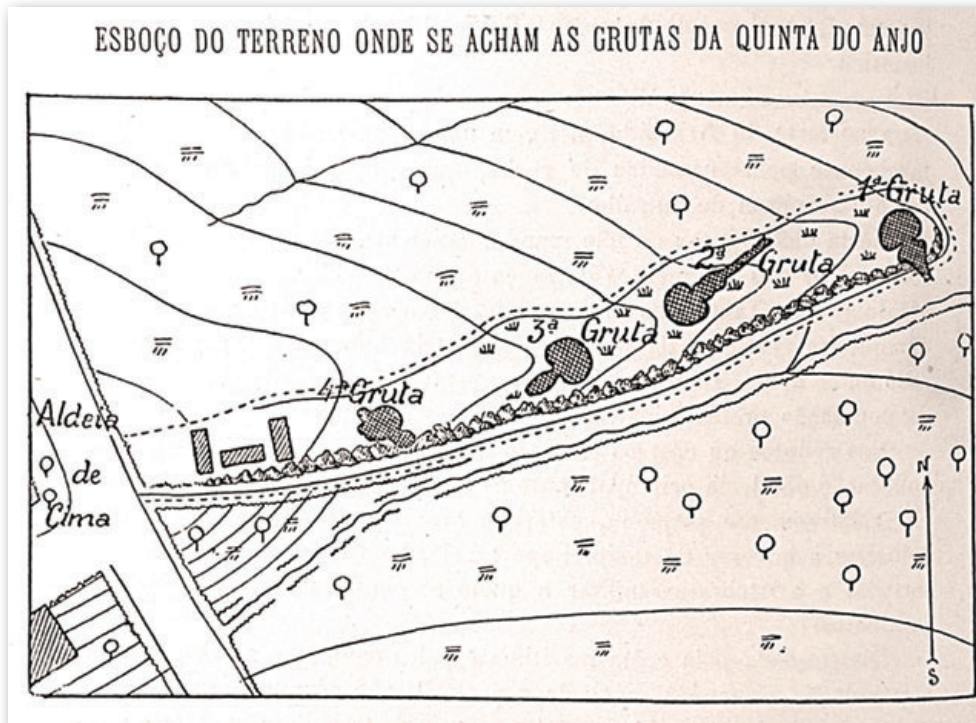 ESBOÇO DO TERRENO ONDE SE ACHAM AS GRUTAS DA QUINTA DO ANJO
1ª Gruta
2ª Gruta
3ª Gruta
4ª Gruta
Aldeia
de
Cima
N
S